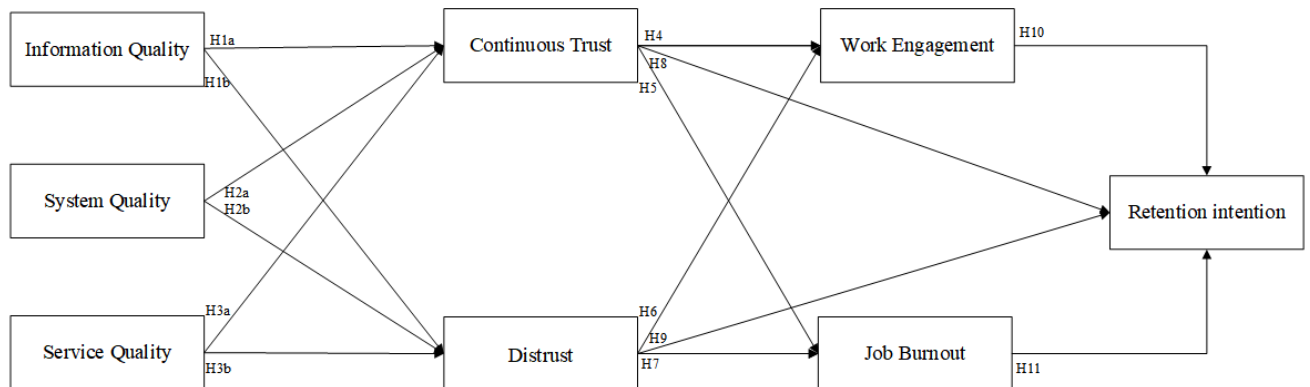 Information Quality
H1a
H1b
Continuous Trust
H4
H8
H5
Work Engagement
H10
System Quality
H2a
H2b
Retention intention
Service Quality
H3a
H3b
Distrust
H6
H9
H7
Job Burnout
H11